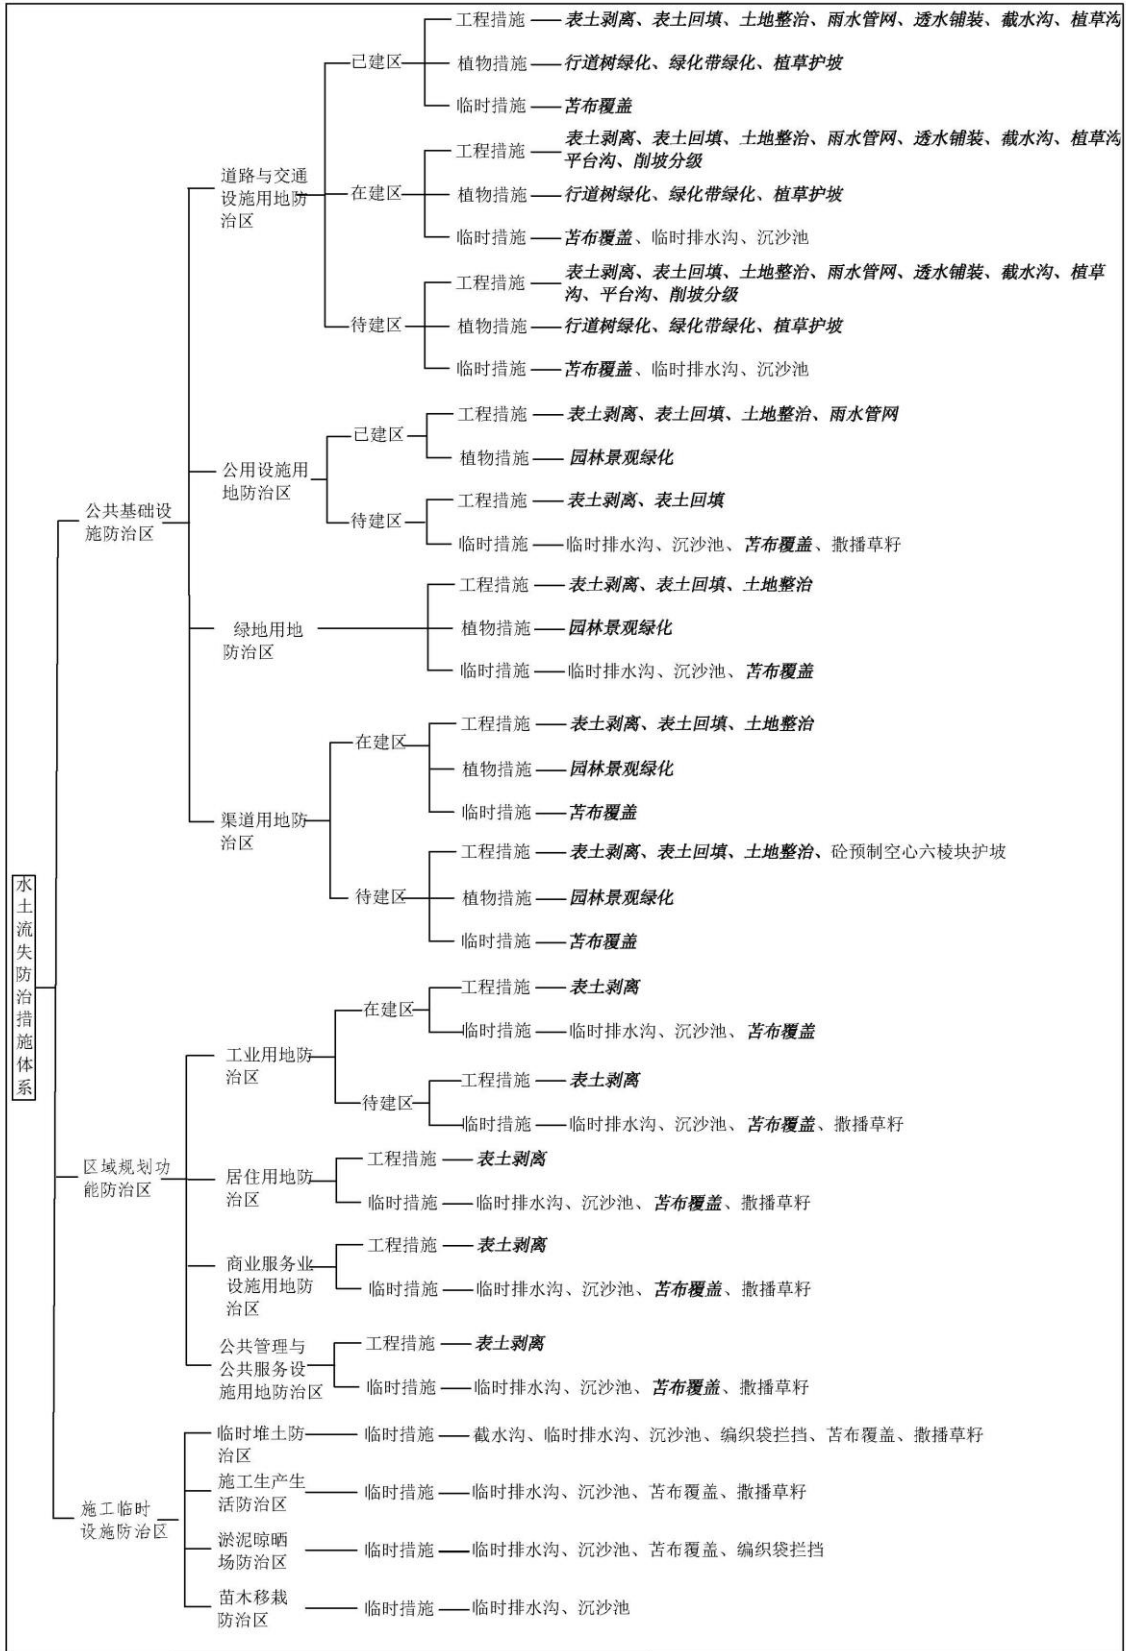 工程措施 表土剥离、表土回填、土地整治、雨水管网、透水铺装、截水沟、植草沟
已建区
植物措施 行道树绿化、绿化带绿化、植草护坡
临时措施 苫布覆盖
道路与交通
设施用地防
治区
工程措施 表土剥离、表土回填、土地整治、雨水管网、透水铺装、截水沟、植草沟
平台沟、削坡分级
在建区
植物措施 行道树绿化、绿化带绿化、植草护坡
临时措施 苫布覆盖、临时排水沟、沉沙池
工程措施 表土剥离、表土回填、土地整治、雨水管网、透水铺装、截水沟、植草
沟、平台沟、削坡分级
待建区
植物措施 行道树绿化、绿化带绿化、植草护坡
临时措施 苫布覆盖、临时排水沟、沉沙池
公共基础设
施防治区
公用设施用
地防治区
已建区
工程措施 表土剥离、表土回填、土地整治、雨水管网
植物措施 园林景观绿化
待建区
工程措施 表土剥离、表土回填
临时措施 临时排水沟、沉沙池、苫布覆盖、撒播草籽
绿地用地
防治区
工程措施 表土剥离、表土回填、土地整治
植物措施 园林景观绿化
临时措施 临时排水沟、沉沙池、苫布覆盖
渠道用地防
治区
在建区
工程措施 表土剥离、表土回填、土地整治
植物措施 园林景观绿化
临时措施 苫布覆盖
待建区
工程措施 表土剥离、表土回填、土地整治、砼预制空心六棱块护坡
植物措施 园林景观绿化
临时措施 苫布覆盖
水土流失防治措施体系
区域规划功
能防治区
工业用地防
治区
在建区
工程措施 表土剥离
临时措施 临时排水沟、沉沙池、苫布覆盖
待建区
工程措施 表土剥离
临时措施 临时排水沟、沉沙池、苫布覆盖、撒播草籽
居住用地防
治区
工程措施 表土剥离
临时措施 临时排水沟、沉沙池、苫布覆盖、撒播草籽
商业服务业
设施用地防
治区
工程措施 表土剥离
临时措施 临时排水沟、沉沙池、苫布覆盖、撒播草籽
公共管理与
公共服务设
施用地防治区
工程措施 表土剥离
临时措施 临时排水沟、沉沙池、苫布覆盖、撒播草籽
施工临时
设施防治区
临时堆土防
治区
临时措施 截水沟、临时排水沟、沉沙池、编织袋拦挡、苫布覆盖、撒播草籽
施工生产生
活防治区
临时措施 临时排水沟、沉沙池、苫布覆盖、撒播草籽
淤泥晾晒
场防治区
临时措施 临时排水沟、沉沙池、苫布覆盖、编织袋拦挡
苗木移栽
防治区
临时措施 临时排水沟、沉沙池